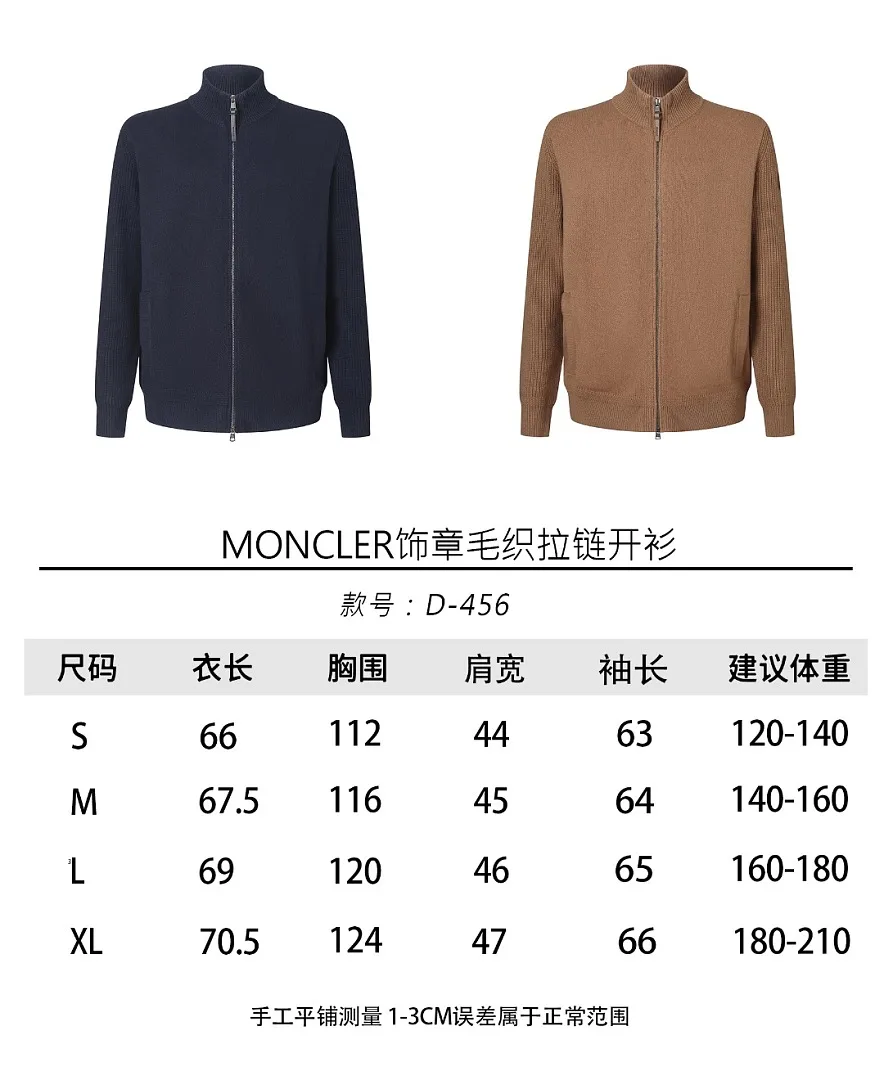 MONCLER饰章毛织拉链开衫
款号：D-456
尺码 衣长 胸围 肩宽 袖长 建议体重
S 66 112 44 63 120-140
M 67.5 116 45 64 140-160
L 69 120 46 65 160-180
XL 70.5 124 47 66 180-210
手工平铺测量 1-3CM误差属于正常范围